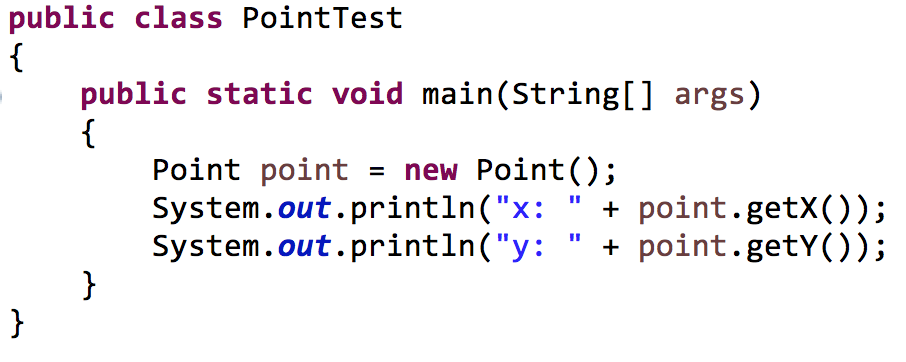 public class PointTest
{
    public static void main(String[] args)
    {
        Point point = new Point();
        System.out.println("x: " + point.getX());
        System.out.println("y: " + point.getY());
    }
}